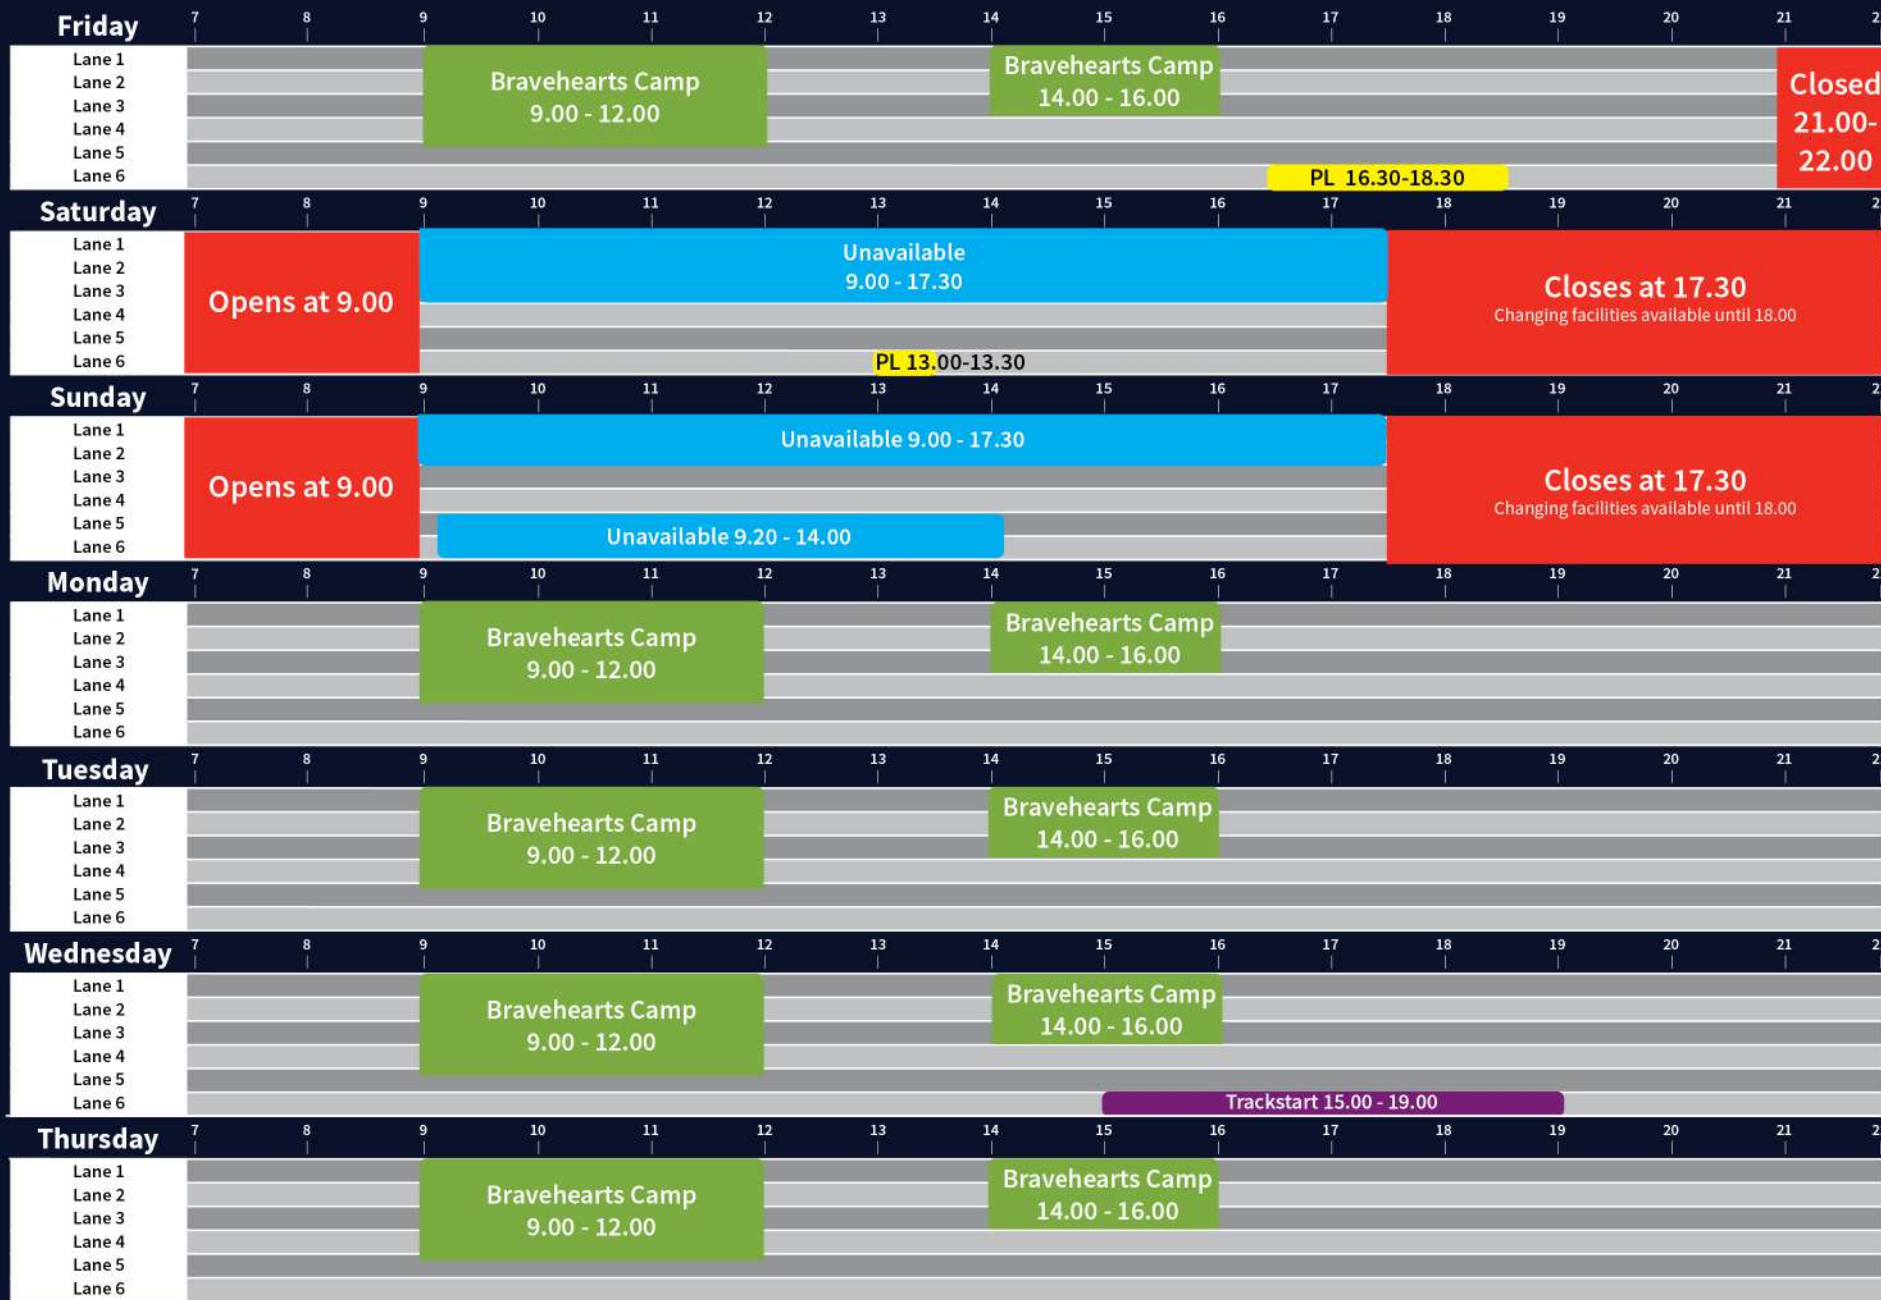 Friday
7 8 9 10 11 12 13 14 15 16 17 18 19 20 21
Lane 1
Lane 2
Lane 3
Lane 4
Lane 5
Lane 6
Bravehearts Camp
9.00 - 12.00
Bravehearts Camp
14.00 - 16.00
PL 16.30-18.30
Closed
21.00-
22.00
Saturday
7 8 9 10 11 12 13 14 15 16 17 18 19 20 21
Lane 1
Lane 2
Lane 3
Lane 4
Lane 5
Lane 6
Opens at 9.00
Unavailable
9.00 - 17.30
PL 13.00-13.30
Closes at 17.30
Changing facilities available until 18.00
Sunday
7 8 9 10 11 12 13 14 15 16 17 18 19 20 21
Lane 1
Lane 2
Lane 3
Lane 4
Lane 5
Lane 6
Opens at 9.00
Unavailable 9.00 - 17.30
Unavailable 9.20 - 14.00
Closes at 17.30
Changing facilities available until 18.00
Monday
7 8 9 10 11 12 13 14 15 16 17 18 19 20 21
Lane 1
Lane 2
Lane 3
Lane 4
Lane 5
Lane 6
Bravehearts Camp
9.00 - 12.00
Bravehearts Camp
14.00 - 16.00
Tuesday
7 8 9 10 11 12 13 14 15 16 17 18 19 20 21
Lane 1
Lane 2
Lane 3
Lane 4
Lane 5
Lane 6
Bravehearts Camp
9.00 - 12.00
Bravehearts Camp
14.00 - 16.00
Wednesday
7 8 9 10 11 12 13 14 15 16 17 18 19 20 21
Lane 1
Lane 2
Lane 3
Lane 4
Lane 5
Lane 6
Bravehearts Camp
9.00 - 12.00
Bravehearts Camp
14.00 - 16.00
Trackstart 15.00 - 19.00
Thursday
7 8 9 10 11 12 13 14 15 16 17 18 19 20 21
Lane 1
Lane 2
Lane 3
Lane 4
Lane 5
Lane 6
Bravehearts Camp
9.00 - 12.00
Bravehearts Camp
14.00 - 16.00